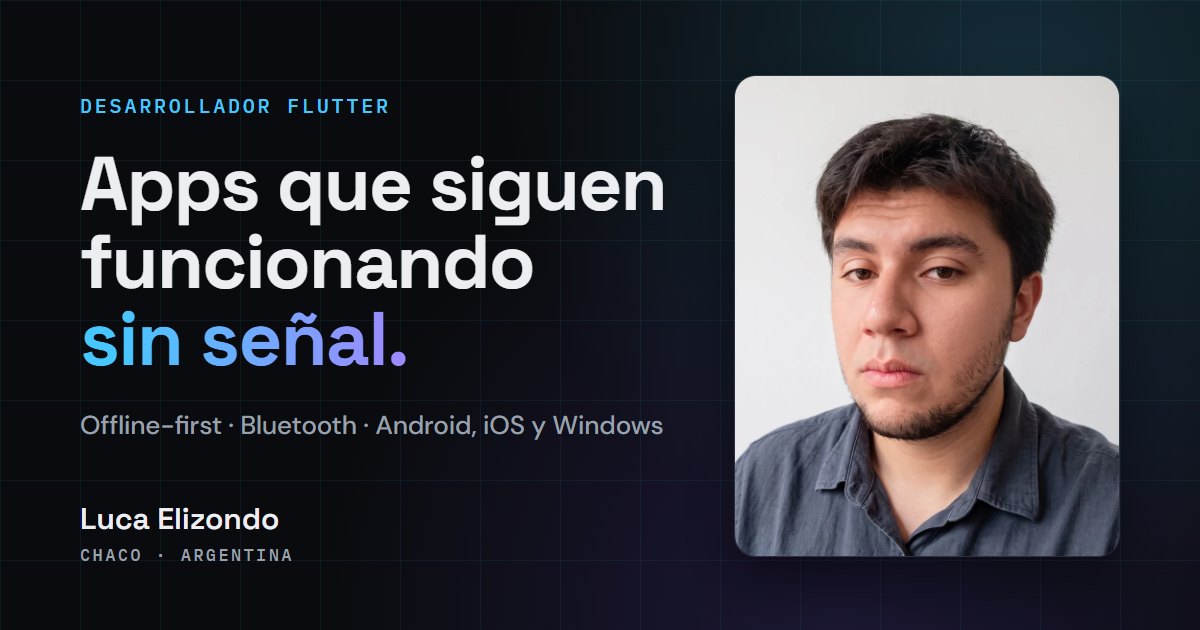 DESARROLLADOR FLUTTER
Apps que siguen
funcionando
sin señal.
Offline-first · Bluetooth · Android, iOS y Windows
Luca Elizondo
CHACO · ARGENTINA